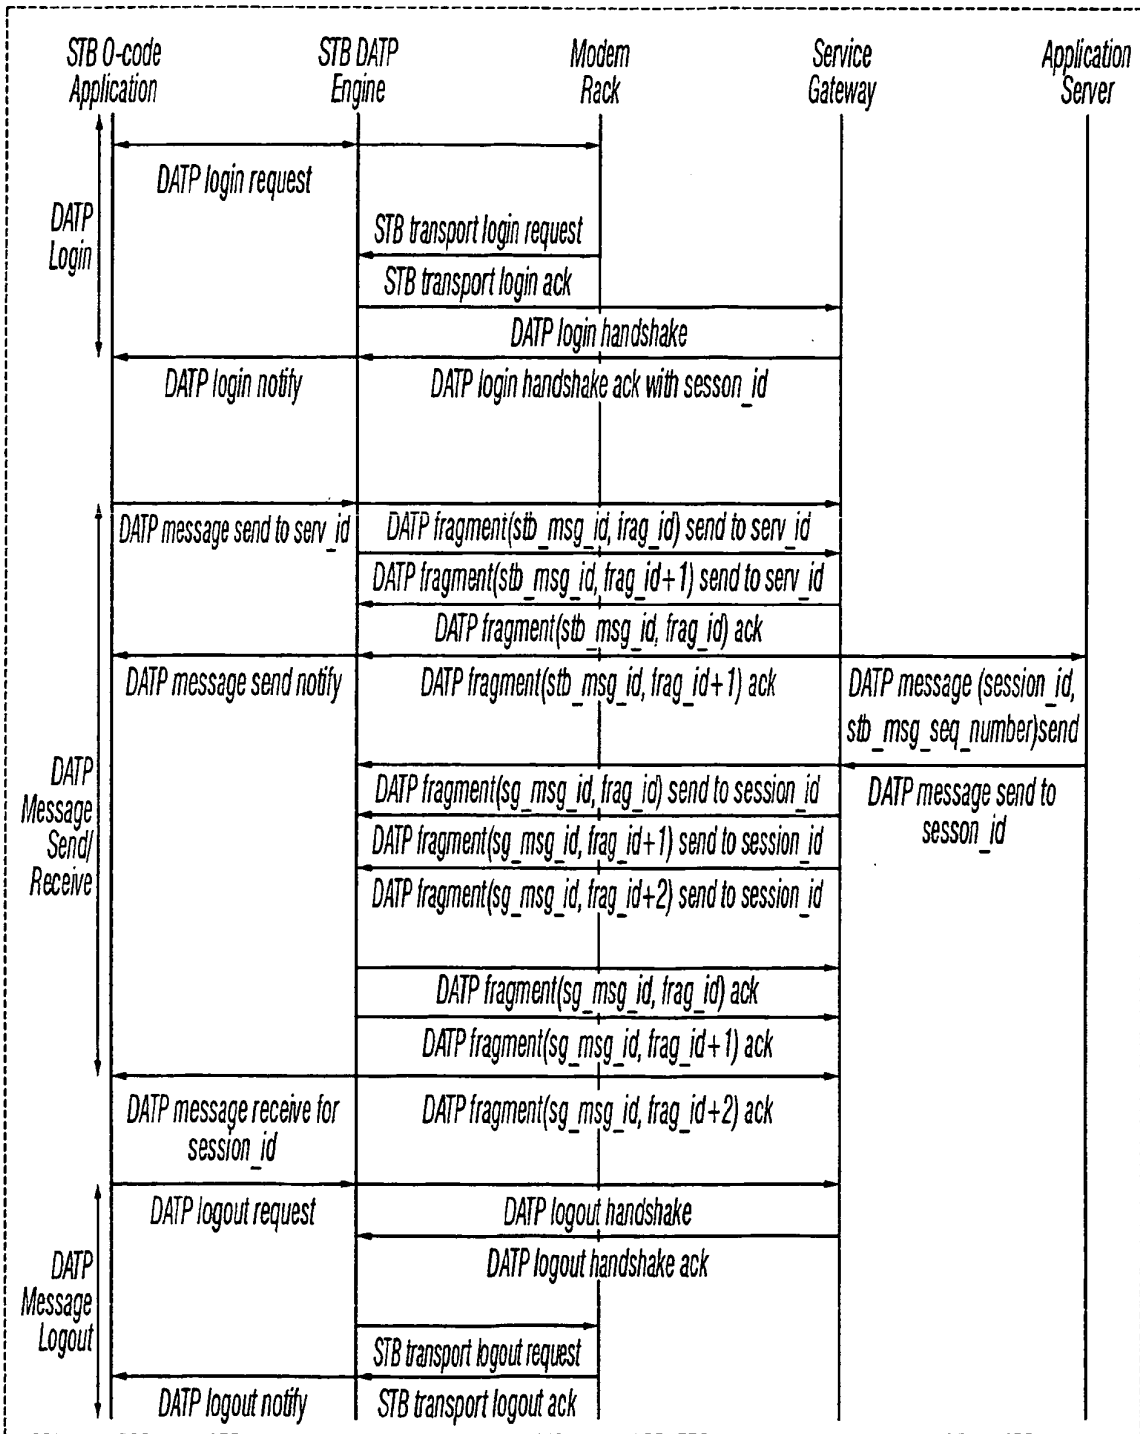 STB O-code
Application
STB DATP
Engine
Modem
Rack
Service
Gateway
Application
Server
DATP login request
DATP
Login
STB transport login request
STB transport login ack
DATP login handshake
DATP login notify
DATP login handshake ack with sesson_id
DATP message send to serv_id
DATP fragment(stb_msg_id, frag_id) send to serv_id
DATP fragment(stb_msg_id, frag_id+1) send to serv_id
DATP fragment(stb_msg_id, frag_id) ack
DATP message send notify
DATP fragment(stb_msg_id, frag_id+1) ack
DATP message (session_id,
stb_msg_seq_number)send
DATP
Message
Send/
Receive
DATP fragment(sg_msg_id, frag_id) send to session_id
DATP message send to
sesson_id
DATP fragment(sg_msg_id, frag_id+1) send to session_id
DATP fragment(sg_msg_id, frag_id+2) send to session_id
DATP fragment(sg_msg_id, frag_id) ack
DATP fragment(sg_msg_id, frag_id+1) ack
DATP message receive for
session_id
DATP fragment(sg_msg_id, frag_id+2) ack
DATP logout request
DATP logout handshake
DATP logout handshake ack
DATP
Message
Logout
STB transport logout request
DATP logout notify
STB transport logout ack